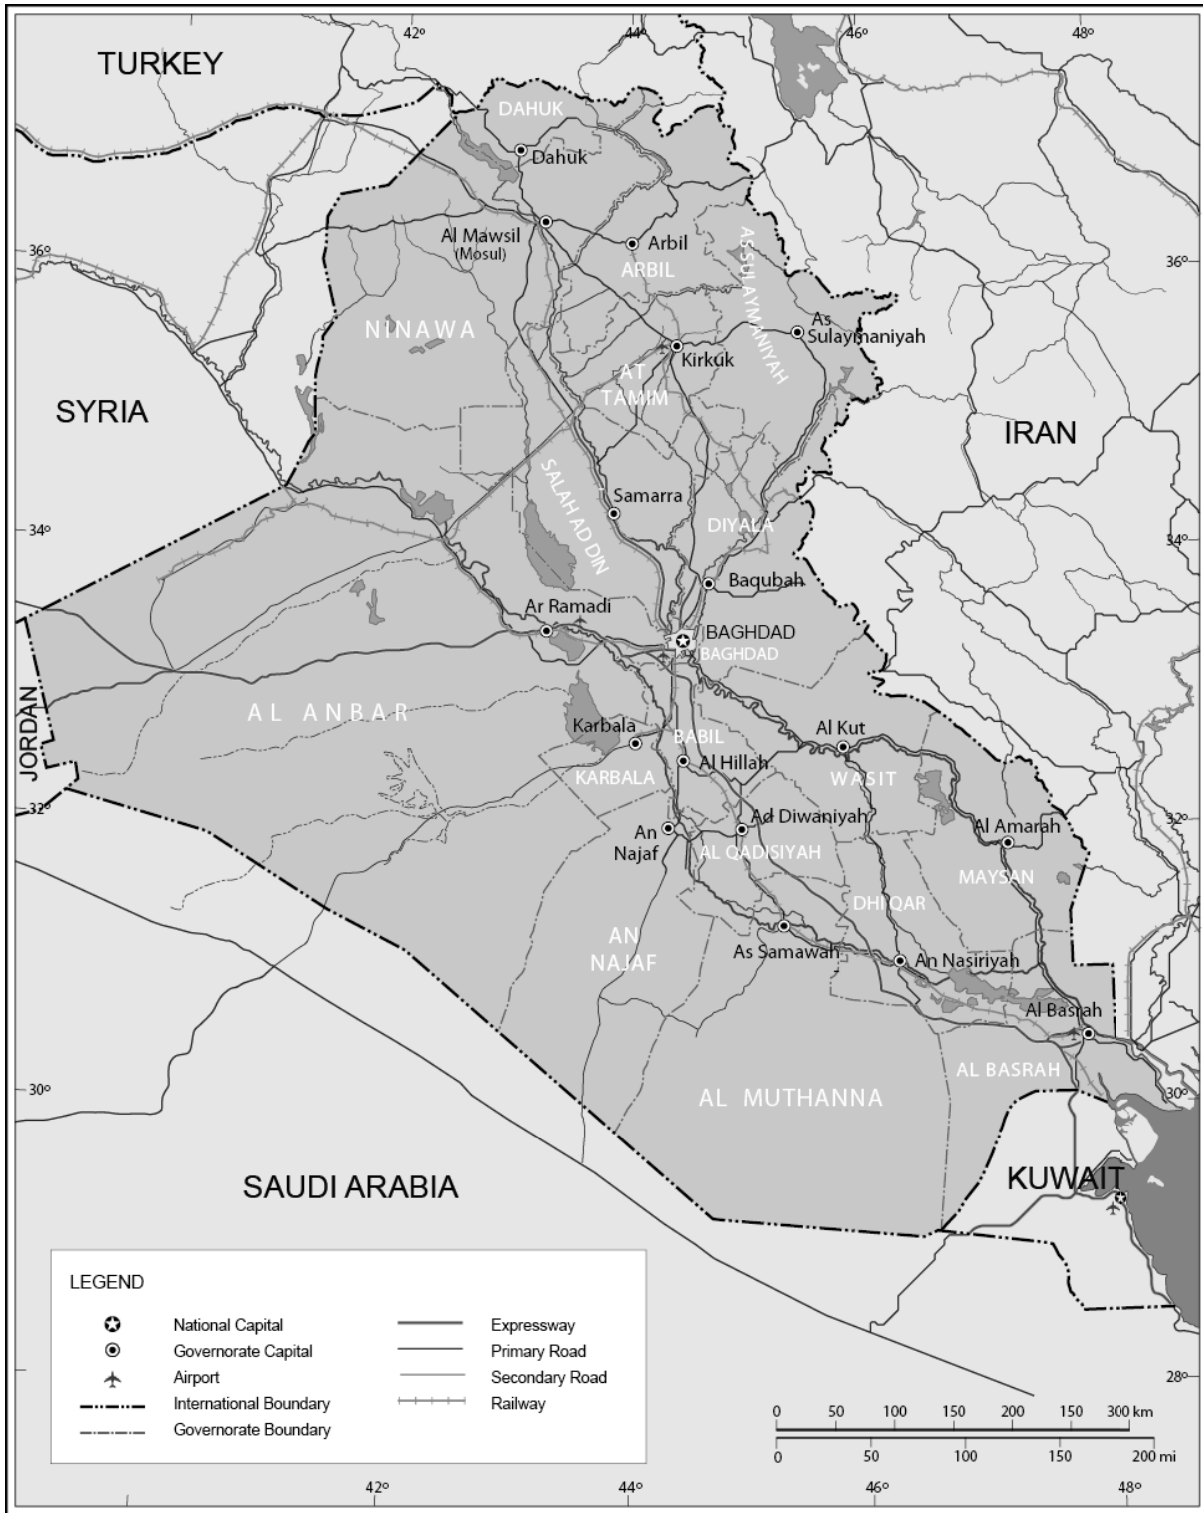 42°
44°
46°
48°
TURKEY
DAHUK
Dahuk
Al Mawsil
(Mosul)
Arbil
ARBIL
AS SULAYMANIYAH
36°
36°
NINAWA
As
Sulaymaniyah
Kirkuk
AT
TAMIM
SYRIA
IRAN
SALAH AD DIN
Samarra
DIYALA
34°
34°
Baqubah
Ar Ramadi
BAGHDAD
BAGHDAD
JORDAN
AL ANBAR
Karbala
BABIL
Al Kut
KARBALA
Al Hillah
WASIT
32°
32°
An
Najaf
Ad Diwaniyah
Al Amarah
AL QADISIYAH
MAYSAN
DHI QAR
AN
NAJAF
As Samawah
An Nasiriyah
Al Basrah
AL BASRAH
30°
30°
AL MUTHANNA
SAUDI ARABIA
KUWAIT
LEGEND
National Capital
Governorate Capital
Airport
International Boundary
Governorate Boundary
Expressway
Primary Road
Secondary Road
Railway
28°
0 50 100 150 200 150 300 km
0 50 100 150 200 mi
42°
44°
46°
48°